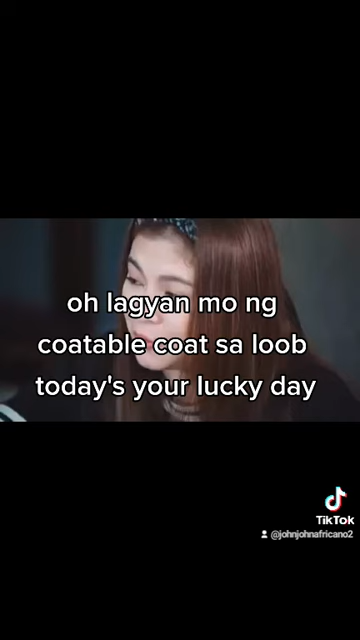 oh lagyan mo ng
coatable coat sa loob
today's your lucky day
TikTok
@johnjohnafricano2